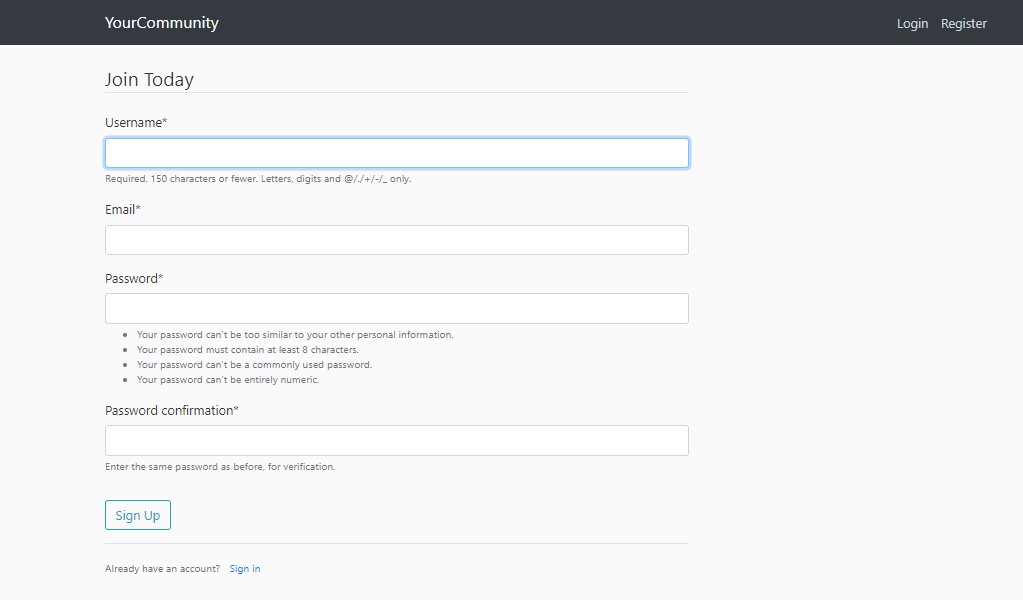 YourCommunity
Login Register
Join Today
Username*
Required. 150 characters or fewer. Letters, digits and @/./+/-/_ only.
Email*
Password*
Your password can't be too similar to your other personal information.
Your password must contain at least 8 characters.
Your password can't be a commonly used password.
Your password can't be entirely numeric.
Password confirmation*
Enter the same password as before, for verification.
Sign Up
Already have an account? Sign in